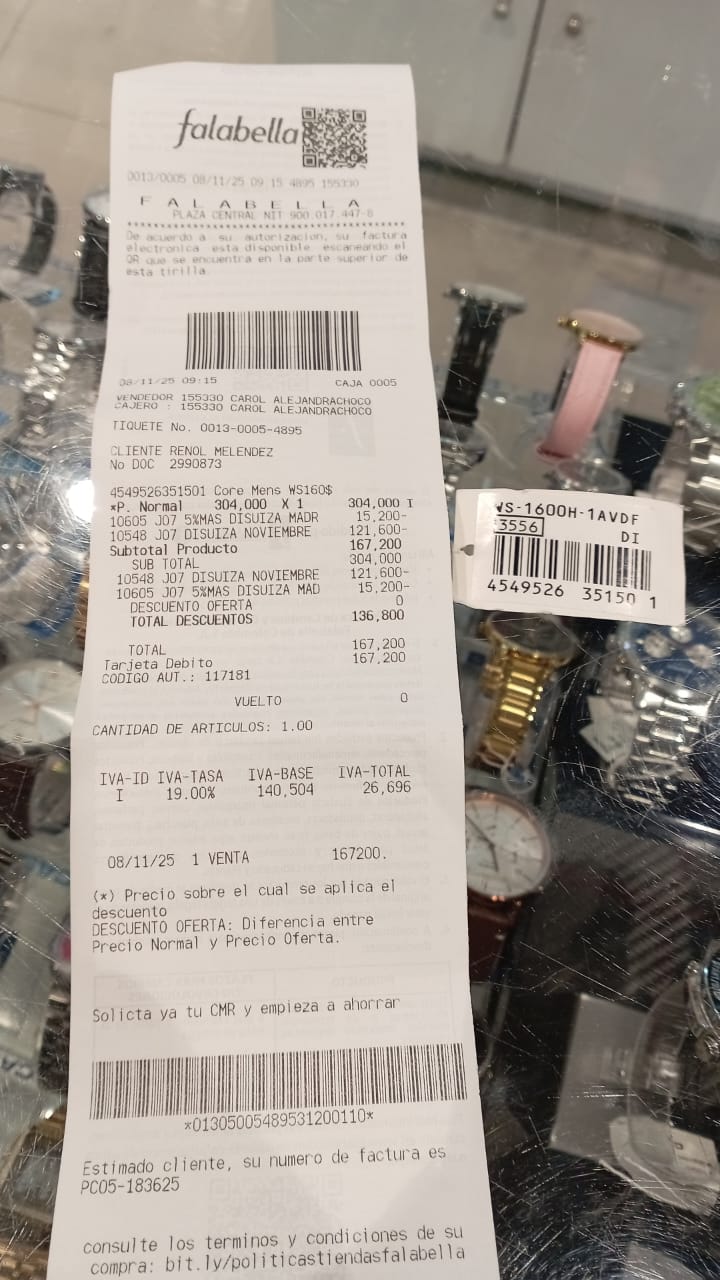 falabella
0013/0005 08/11/25 09 15 4895 155330
F A L A B E L L A
PLAZA CENTRAL NIT 900.017.447-8
De acuerdo a su autorizacion, su factura
electronica esta disponible escaneando el
QR que se encuentra en la parte superior de
esta tirilla.
08/11/25 09:15 CAJA 0005
VENDEDOR 155330 CAROL ALEJANDRACHOCO
CAJERO : 155330 CAROL ALEJANDRACHOCO
TIQUETE No. 0013-0005-4895
CLIENTE RENOL MELENDEZ
No DOC 2990873
4549526351501 Core Mens WS160$
*P. Normal 304,000 X 1 304,000 I
10605 J07 5%MAS DISUIZA MADR 15,200-
10548 J07 DISUIZA NOVIEMBRE 121,600-
Subtotal Producto 167,200
SUB TOTAL 304,000
10548 J07 DISUIZA NOVIEMBRE 121,600-
10605 J07 5%MAS DISUIZA MAD 15,200-
DESCUENTO OFERTA 0
TOTAL DESCUENTOS 136,800
TOTAL 167,200
Tarjeta Debito 167,200
CODIGO AUT.: 117181
VUELTO 0
CANTIDAD DE ARTICULOS: 1.00
IVA-ID IVA-TASA IVA-BASE IVA-TOTAL
I 19.00% 140,504 26,696
08/11/25 1 VENTA 167200.
(*) Precio sobre el cual se aplica el
descuento
DESCUENTO OFERTA: Diferencia entre
Precio Normal y Precio Oferta.
Solicta ya tu CMR y empieza a ahorrar
*01305005489531200110*
Estimado cliente, su numero de factura es
PC05-183625
consulte los terminos y condiciones de su
compra: bit.ly/politicastiendasfalabella
WS-1600H-1AVDF
3556 DI
4549526 35150 1